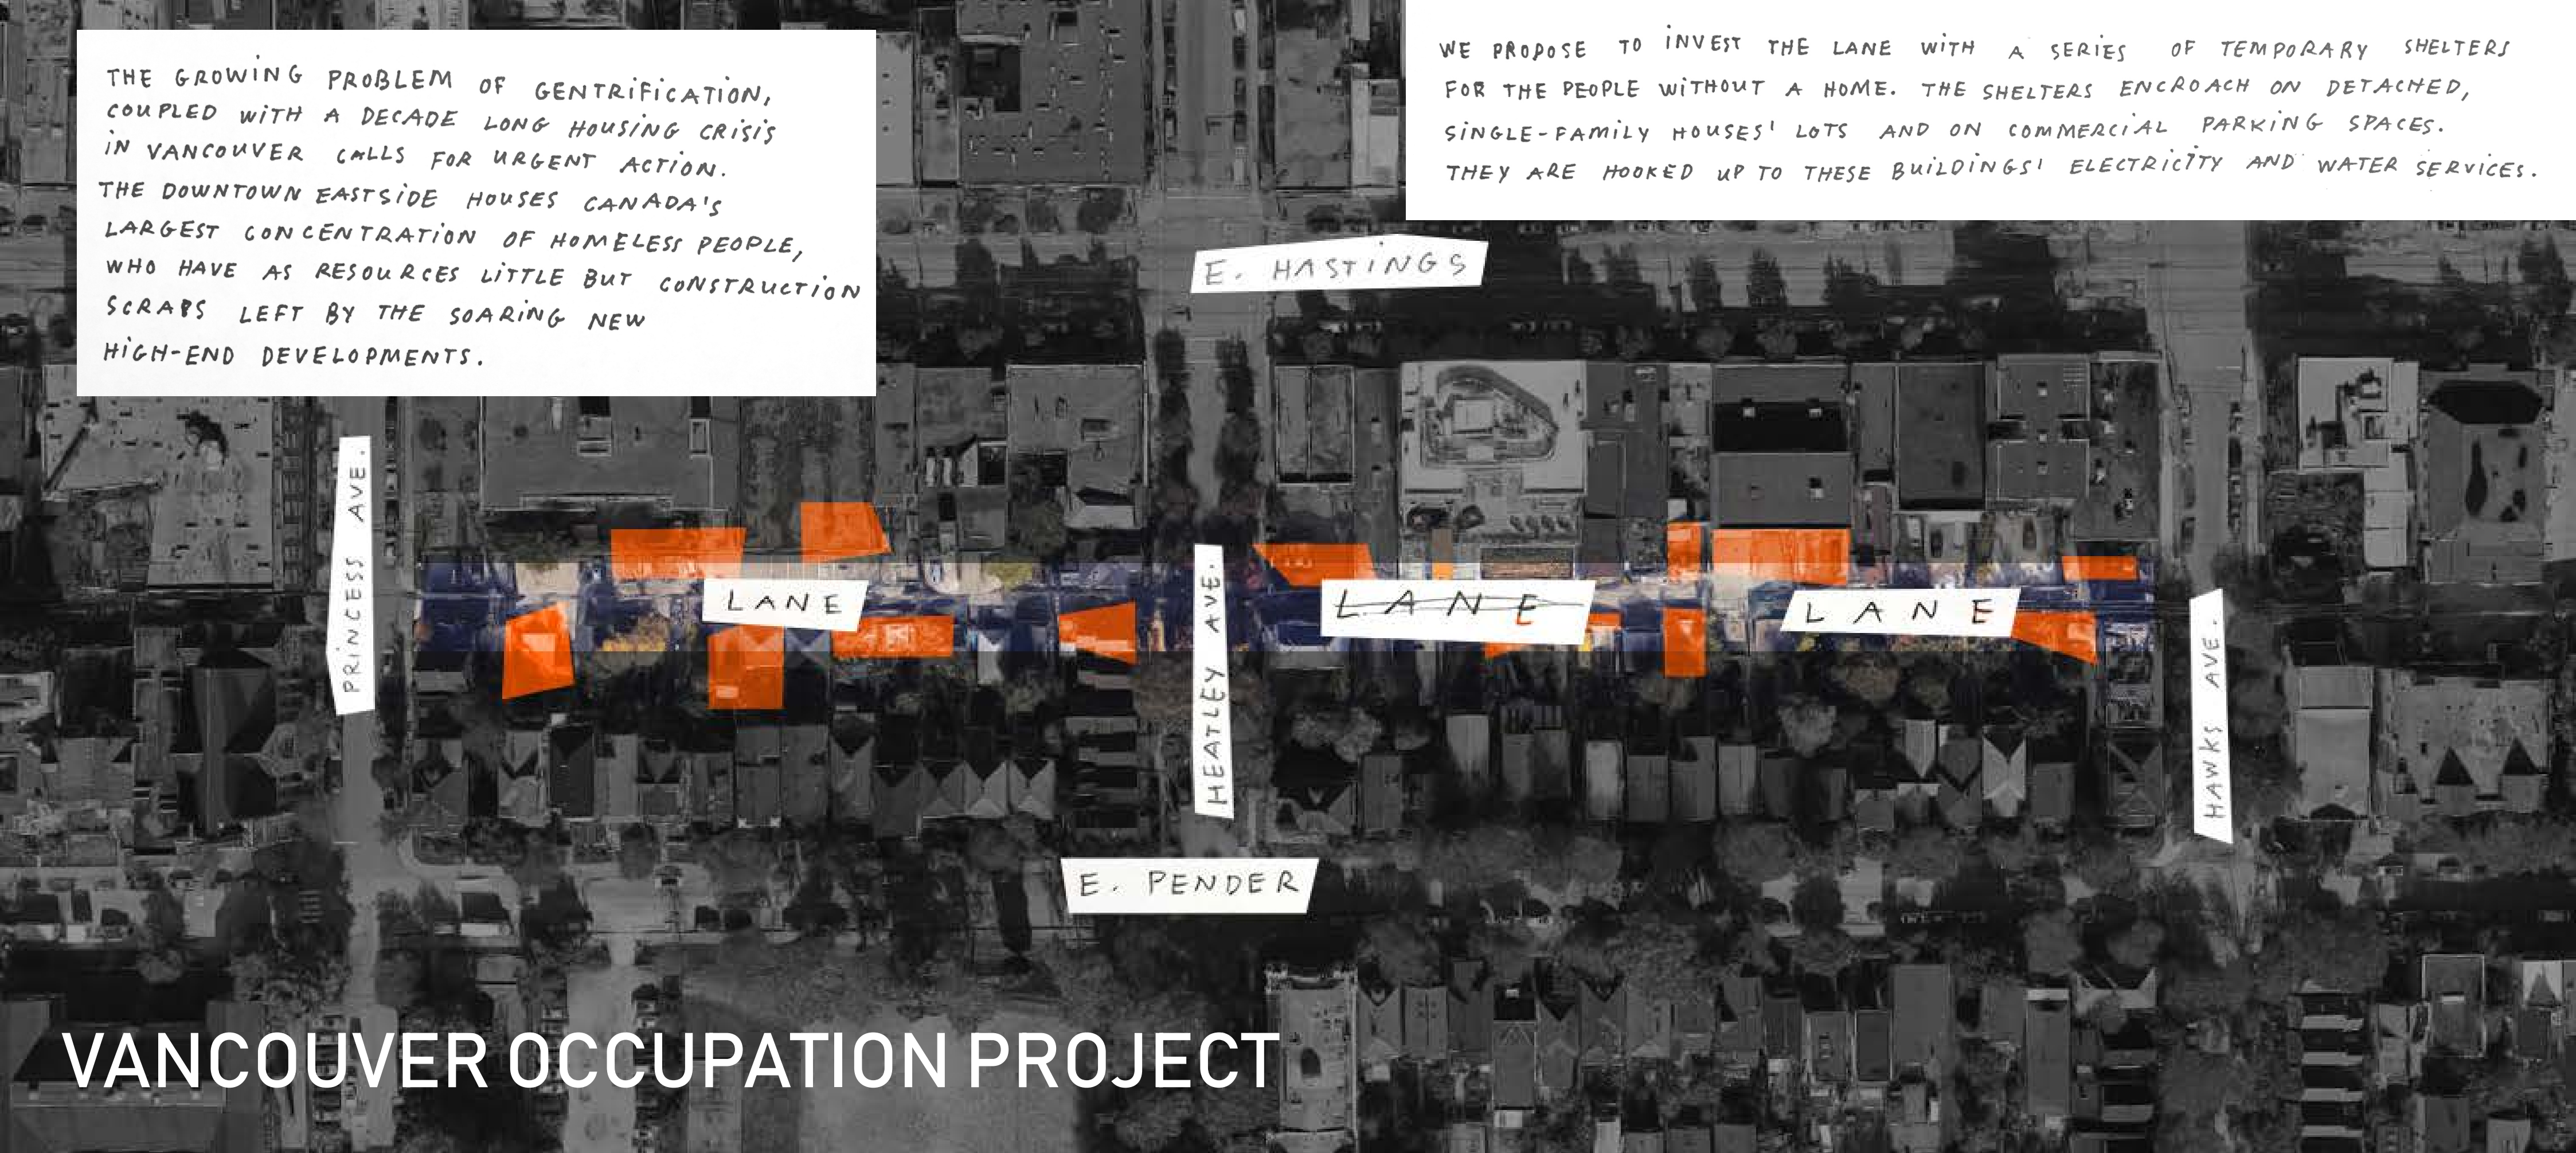 THE GROWING PROBLEM OF GENTRIFICATION,
COUPLED WITH A DECADE LONG HOUSING CRISIS
IN VANCOUVER CALLS FOR URGENT ACTION.
THE DOWNTOWN EASTSIDE HOUSES CANADA'S
LARGEST CONCENTRATION OF HOMELESS PEOPLE,
WHO HAVE AS RESOURCES LITTLE BUT CONSTRUCTION
SCRAPS LEFT BY THE SOARING NEW
HIGH-END DEVELOPMENTS.
WE PROPOSE TO INVEST THE LANE WITH A SERIES OF TEMPORARY SHELTERS
FOR THE PEOPLE WITHOUT A HOME. THE SHELTERS ENCROACH ON DETACHED,
SINGLE-FAMILY HOUSES' LOTS AND ON COMMERCIAL PARKING SPACES.
THEY ARE HOOKED UP TO THESE BUILDINGS' ELECTRICITY AND WATER SERVICES.
E. HASTINGS
PRINCESS AVE.
LANE
HEATLEY AVE.
LANE
LANE
HAWKS AVE.
E. PENDER
VANCOUVER OCCUPATION PROJECT